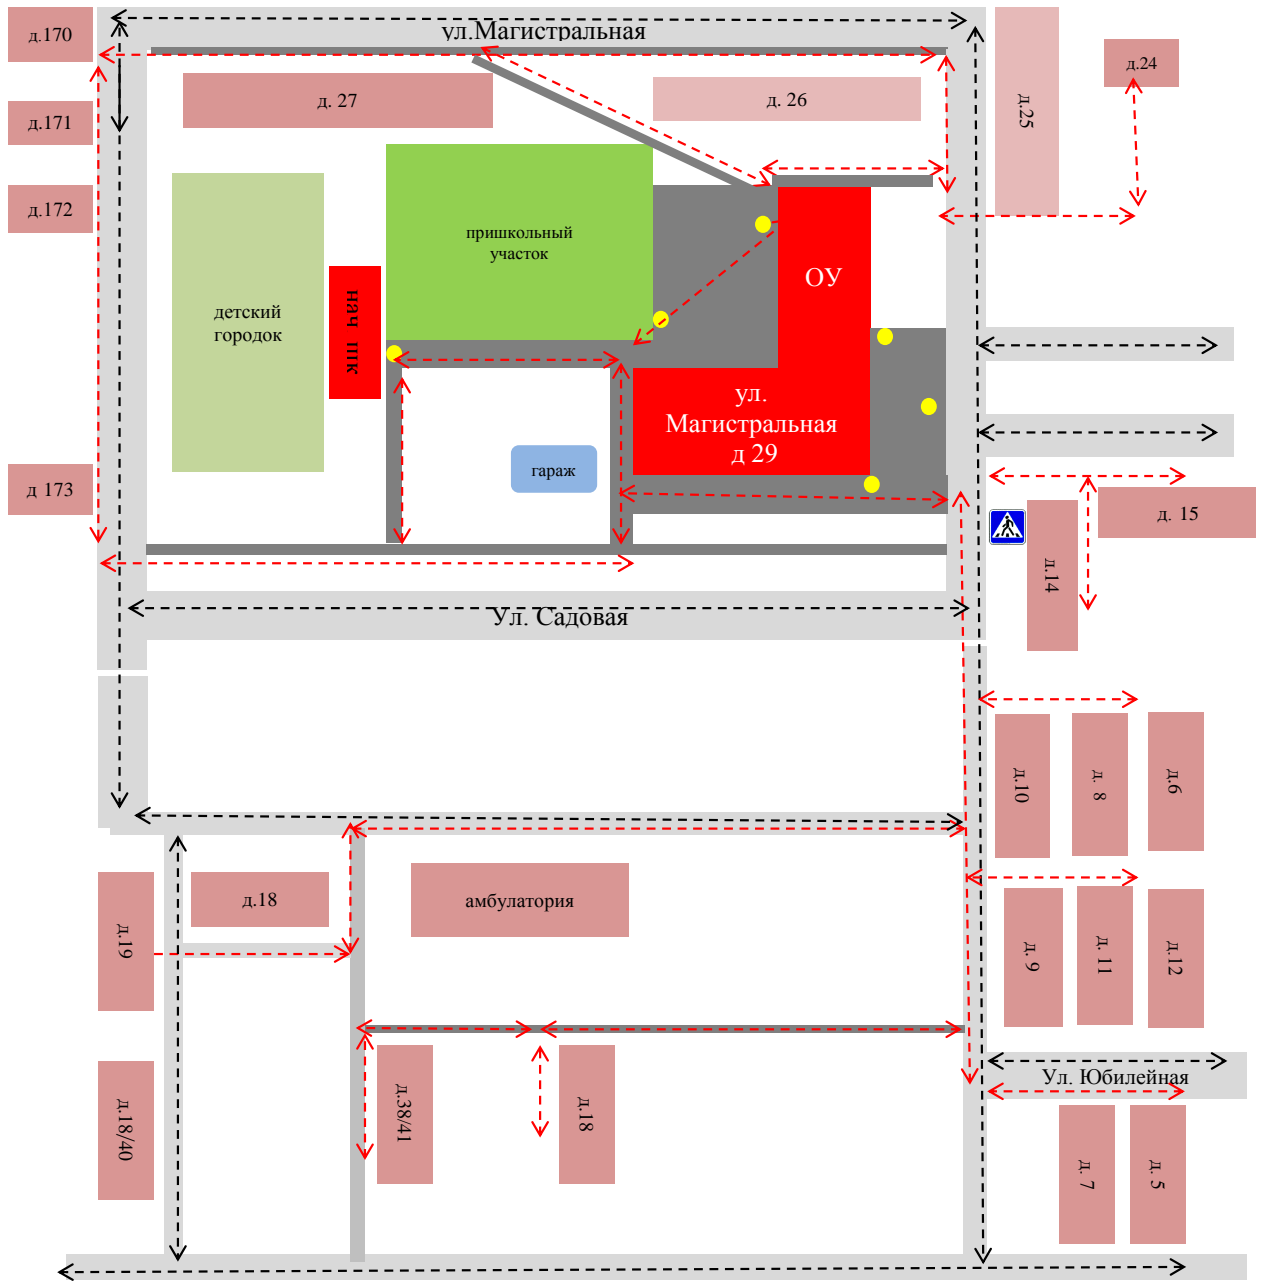 ул.Магистральная
д.170
д.24
д. 27
д. 26
д.25
д.171
д.172
пришкольный
участок
ОУ
детский
городок
нач шк
ул.
Магистральная
д 29
гараж
д 173
д. 15
д.14
Ул. Садовая
д.10
д. 8
д.6
д.18
амбулатория
д.19
д. 9
д. 11
д.12
Ул. Юбилейная
д.18/40
д.38/41
д.18
д. 7
д. 5